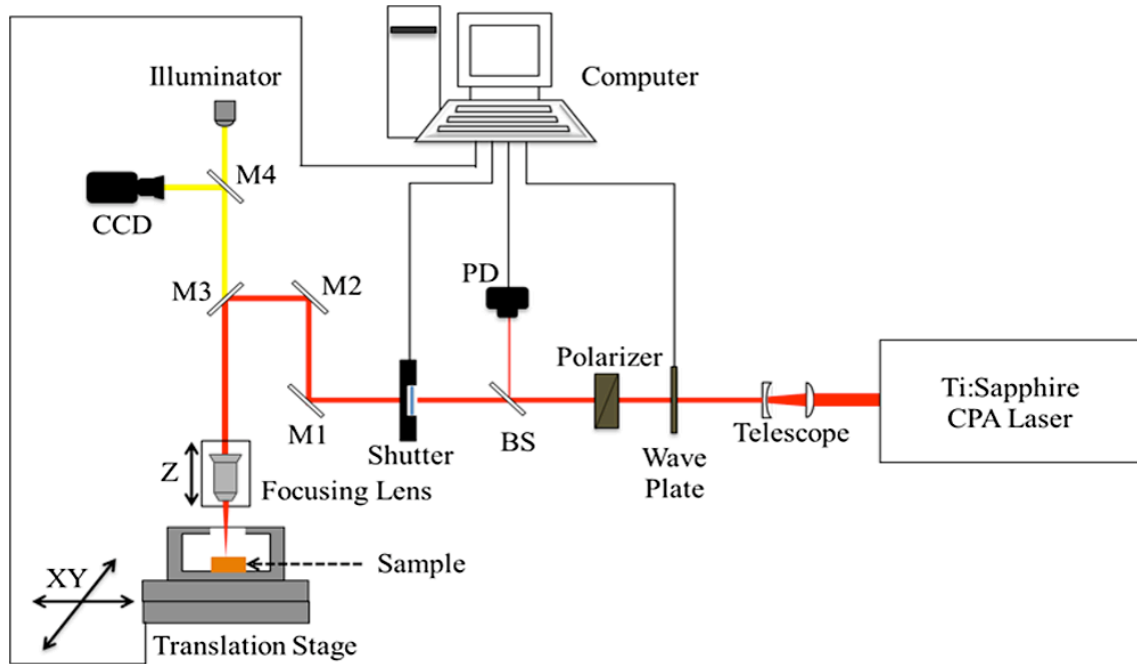 Illuminator
Computer
M4
CCD
PD
M3
M2
Polarizer
Ti:Sapphire
CPA Laser
M1
BS
Telescope
Shutter
Wave
Plate
Z
Focusing Lens
Sample
XY
Translation Stage